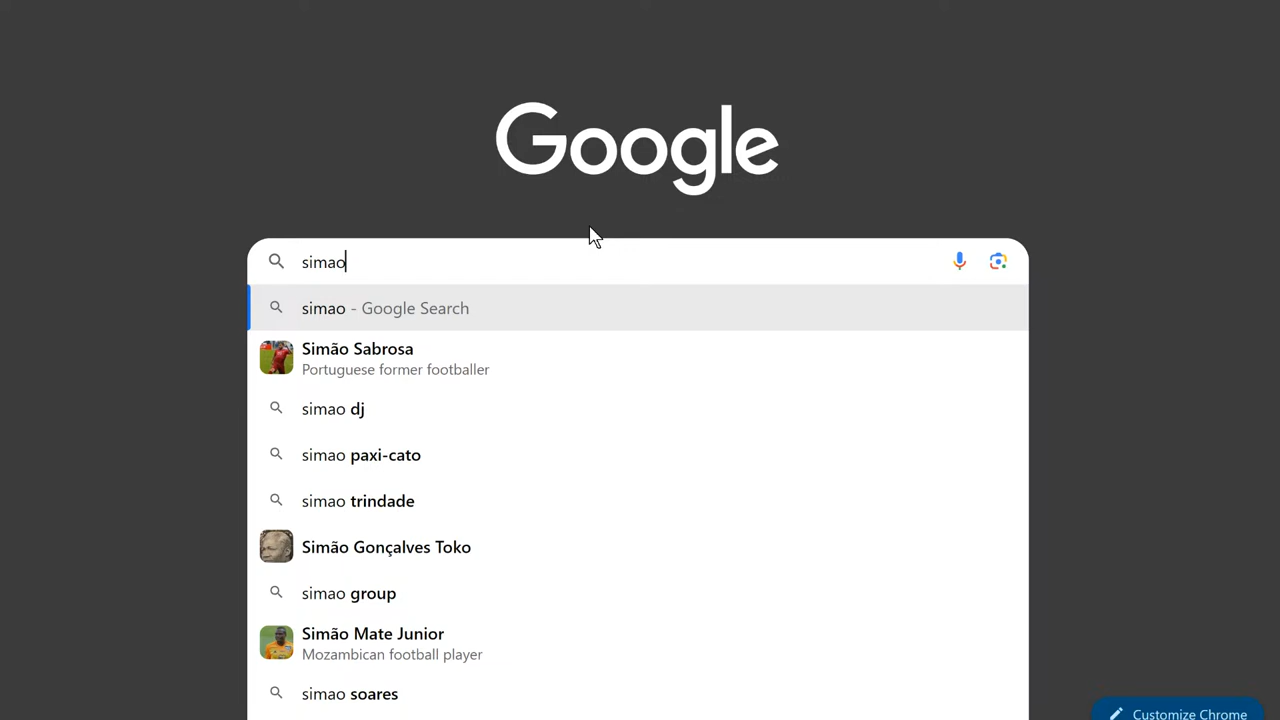 Google
simao
simao - Google Search
Simão Sabrosa
Portuguese former footballer
simao dj
simao paxi-cato
simao trindade
Simão Gonçalves Toko
simao group
Simão Mate Junior
Mozambican football player
simao soares
Customize Chrome